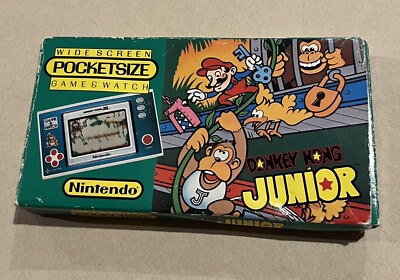 WIDE SCREEN
POCKETSIZE
GAME & WATCH
Nintendo
J
DONKEY KONG
JUNIOR